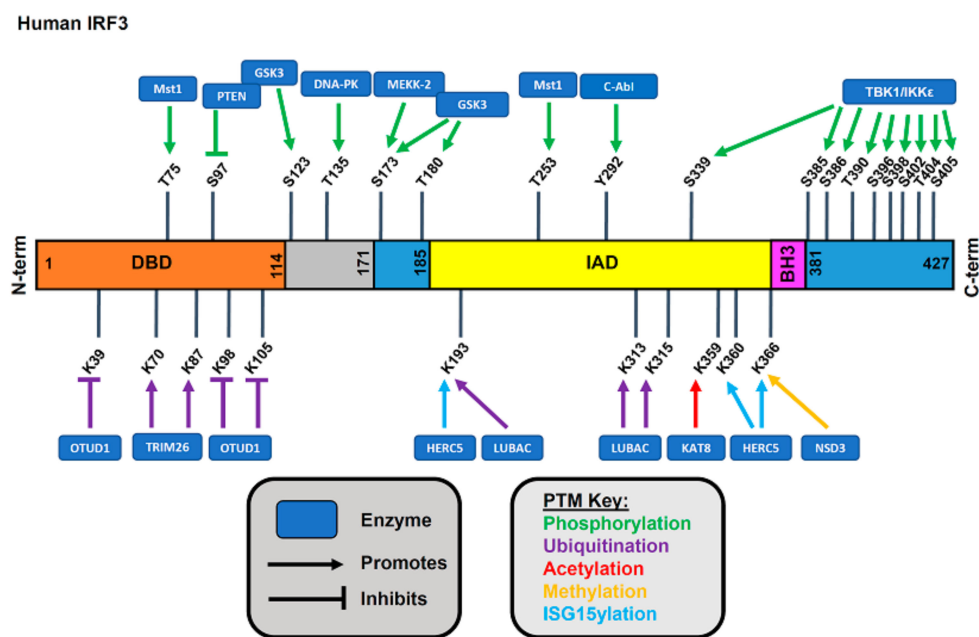 Human IRF3
Mst1
PTEN
GSK3
DNA-PK
MEKK-2
GSK3
Mst1
C-Abl
TBK1/IKKε
T75
S97
S123
T135
S173
T180
T253
Y292
S339
S385
S386
T390
S396
S398
S402
T404
S405
N-term
1
DBD
114
171
185
IAD
BH3
381
427
C-term
K39
K70
K87
K98
K105
K193
K313
K315
K359
K360
K366
OTUD1
TRIM26
OTUD1
HERC5
LUBAC
LUBAC
KAT8
HERC5
NSD3
Enzyme
Promotes
Inhibits
PTM Key:
Phosphorylation
Ubiquitination
Acetylation
Methylation
ISG15ylation